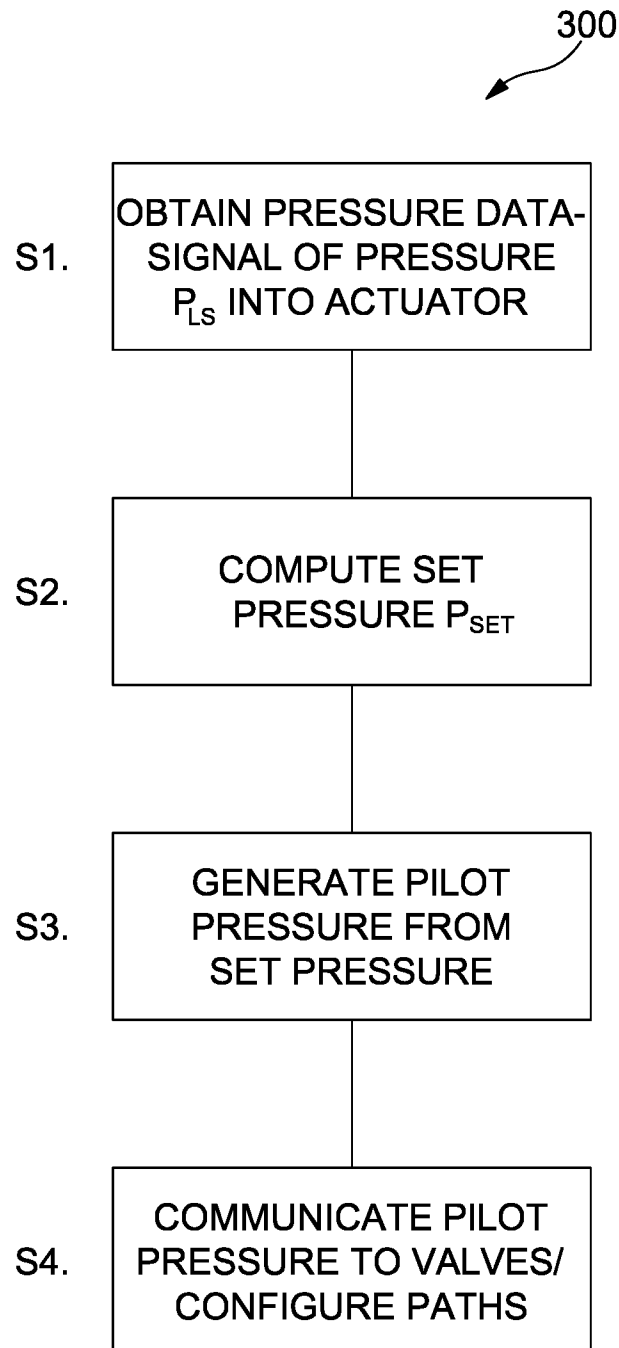 300
S1.
OBTAIN PRESSURE DATA-
SIGNAL OF PRESSURE
PLS INTO ACTUATOR
S2.
COMPUTE SET
PRESSURE PSET
S3.
GENERATE PILOT
PRESSURE FROM
SET PRESSURE
S4.
COMMUNICATE PILOT
PRESSURE TO VALVES/
CONFIGURE PATHS